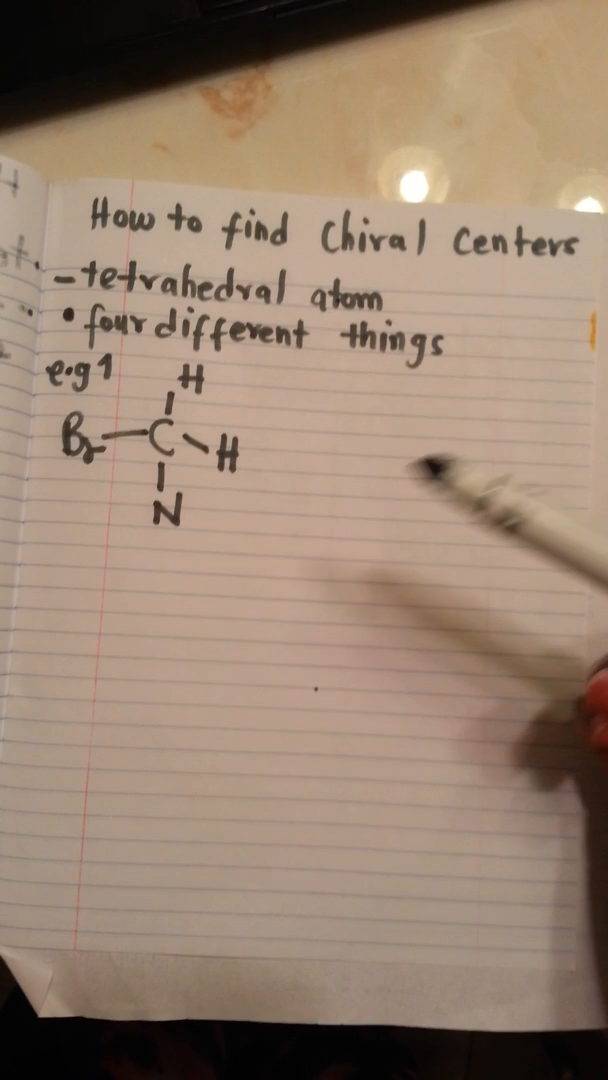 How to find Chiral Centers
- tetrahedral atom
• four different things
e.g 1 H
Br C H
N